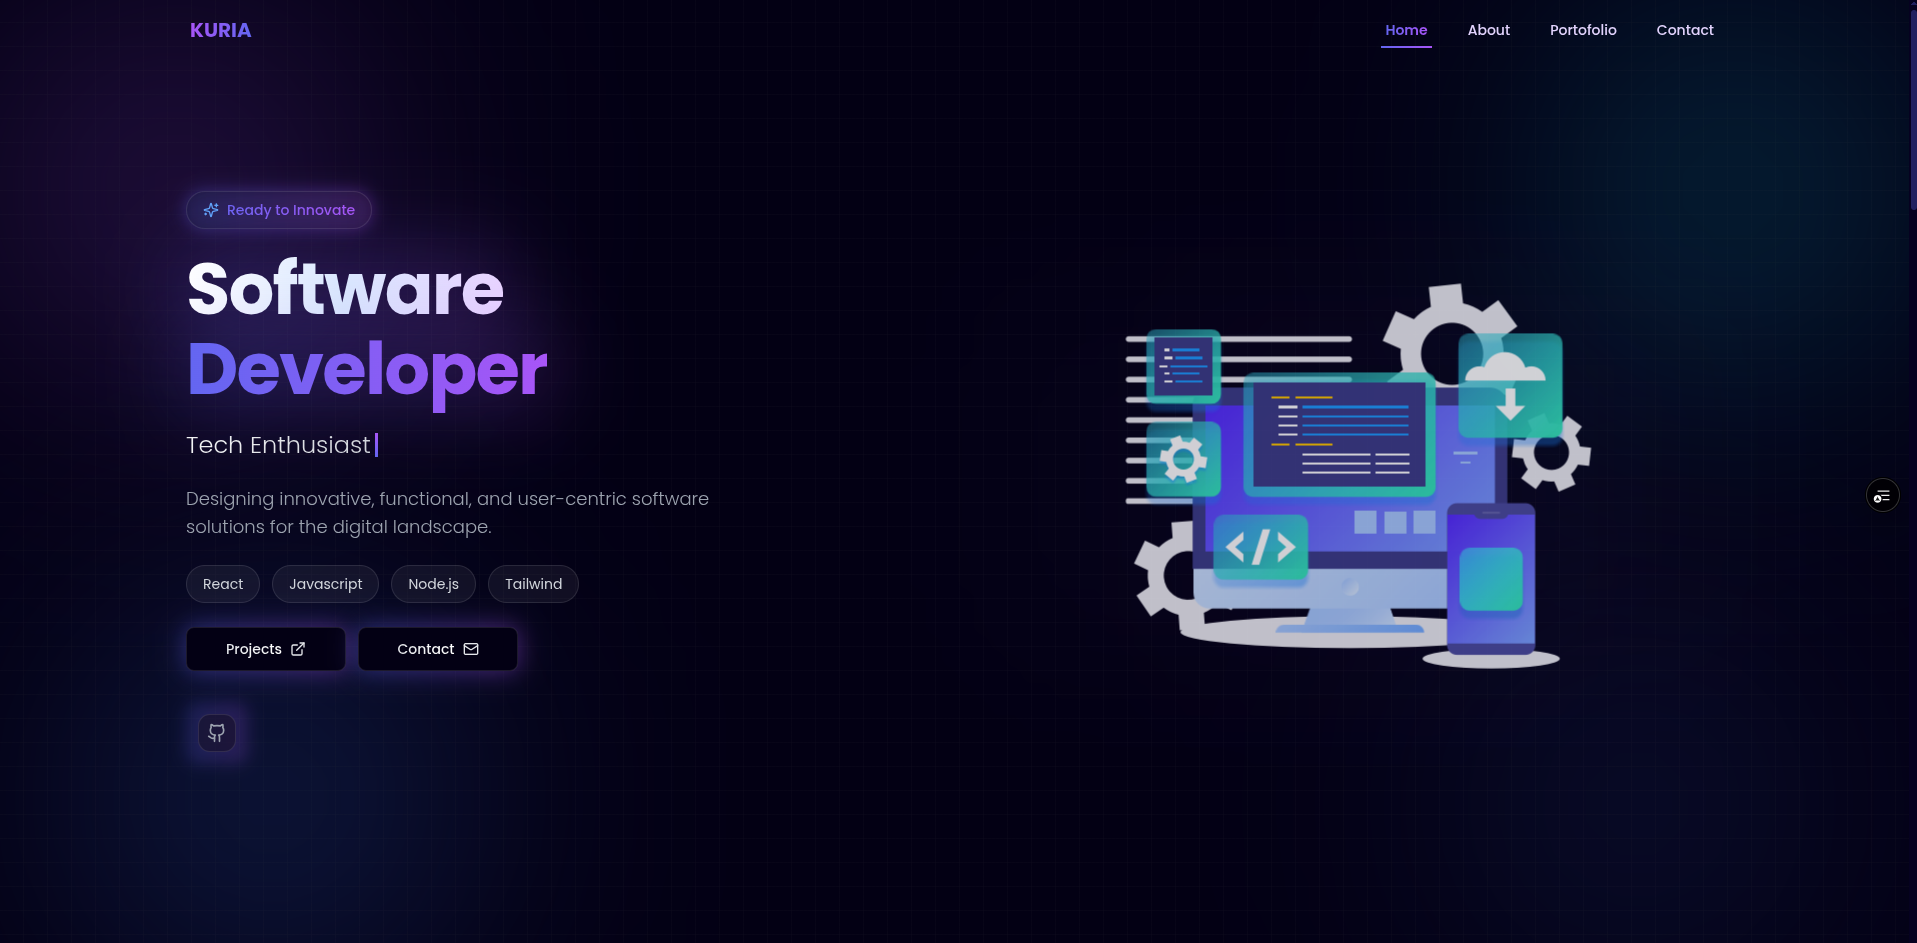 KURIA
Home About Portofolio Contact
Ready to Innovate
Software
Developer
Tech Enthusiast
Designing innovative, functional, and user-centric software
solutions for the digital landscape.
React Javascript Node.js Tailwind
Projects Contact
</>